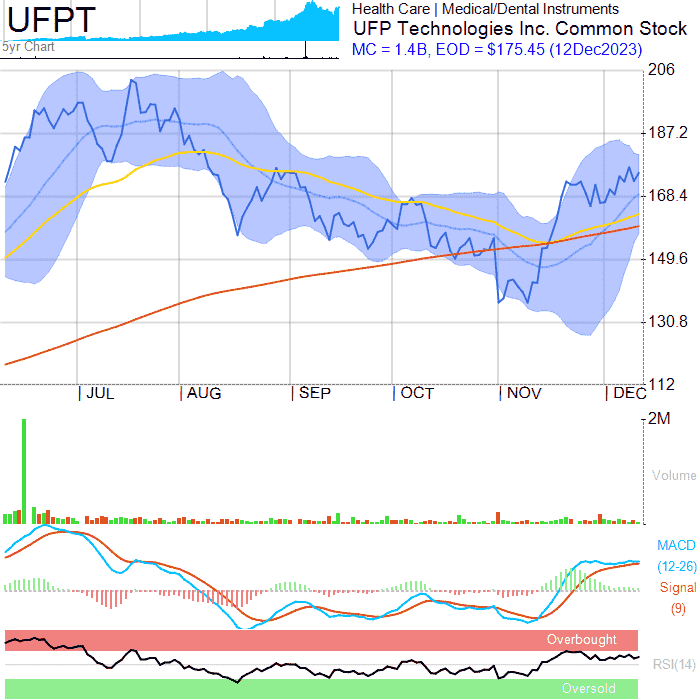 UFPT
5yr Chart
Health Care | Medical/Dental Instruments
UFP Technologies Inc. Common Stock
MC = 1.4B, EOD = $175.45 (12Dec2023)
206
187.2
168.4
149.6
130.8
112
JUL
AUG
SEP
OCT
NOV
DEC
2M
Volume
MACD
(12-26)
Signal
(9)
Overbought
RSI(14)
Oversold